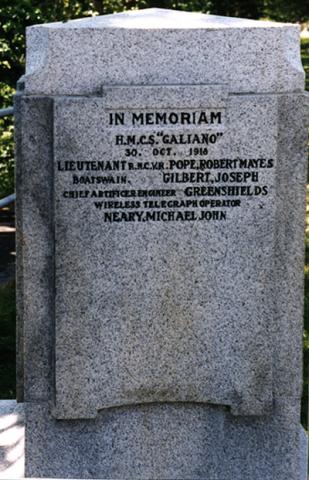 IN MEMORIAM
H.M.C.S. "GALIANO"
30. OCT. 1918
LIEUTENANT R.N.C.V.R. POPE, ROBERT MAYES
BOATSWAIN. GILBERT, JOSEPH
CHIEF ARTIFICER ENGINEER GREENSHIELDS
WIRELESS TELEGRAPH OPERATOR
NEARY, MICHAEL JOHN